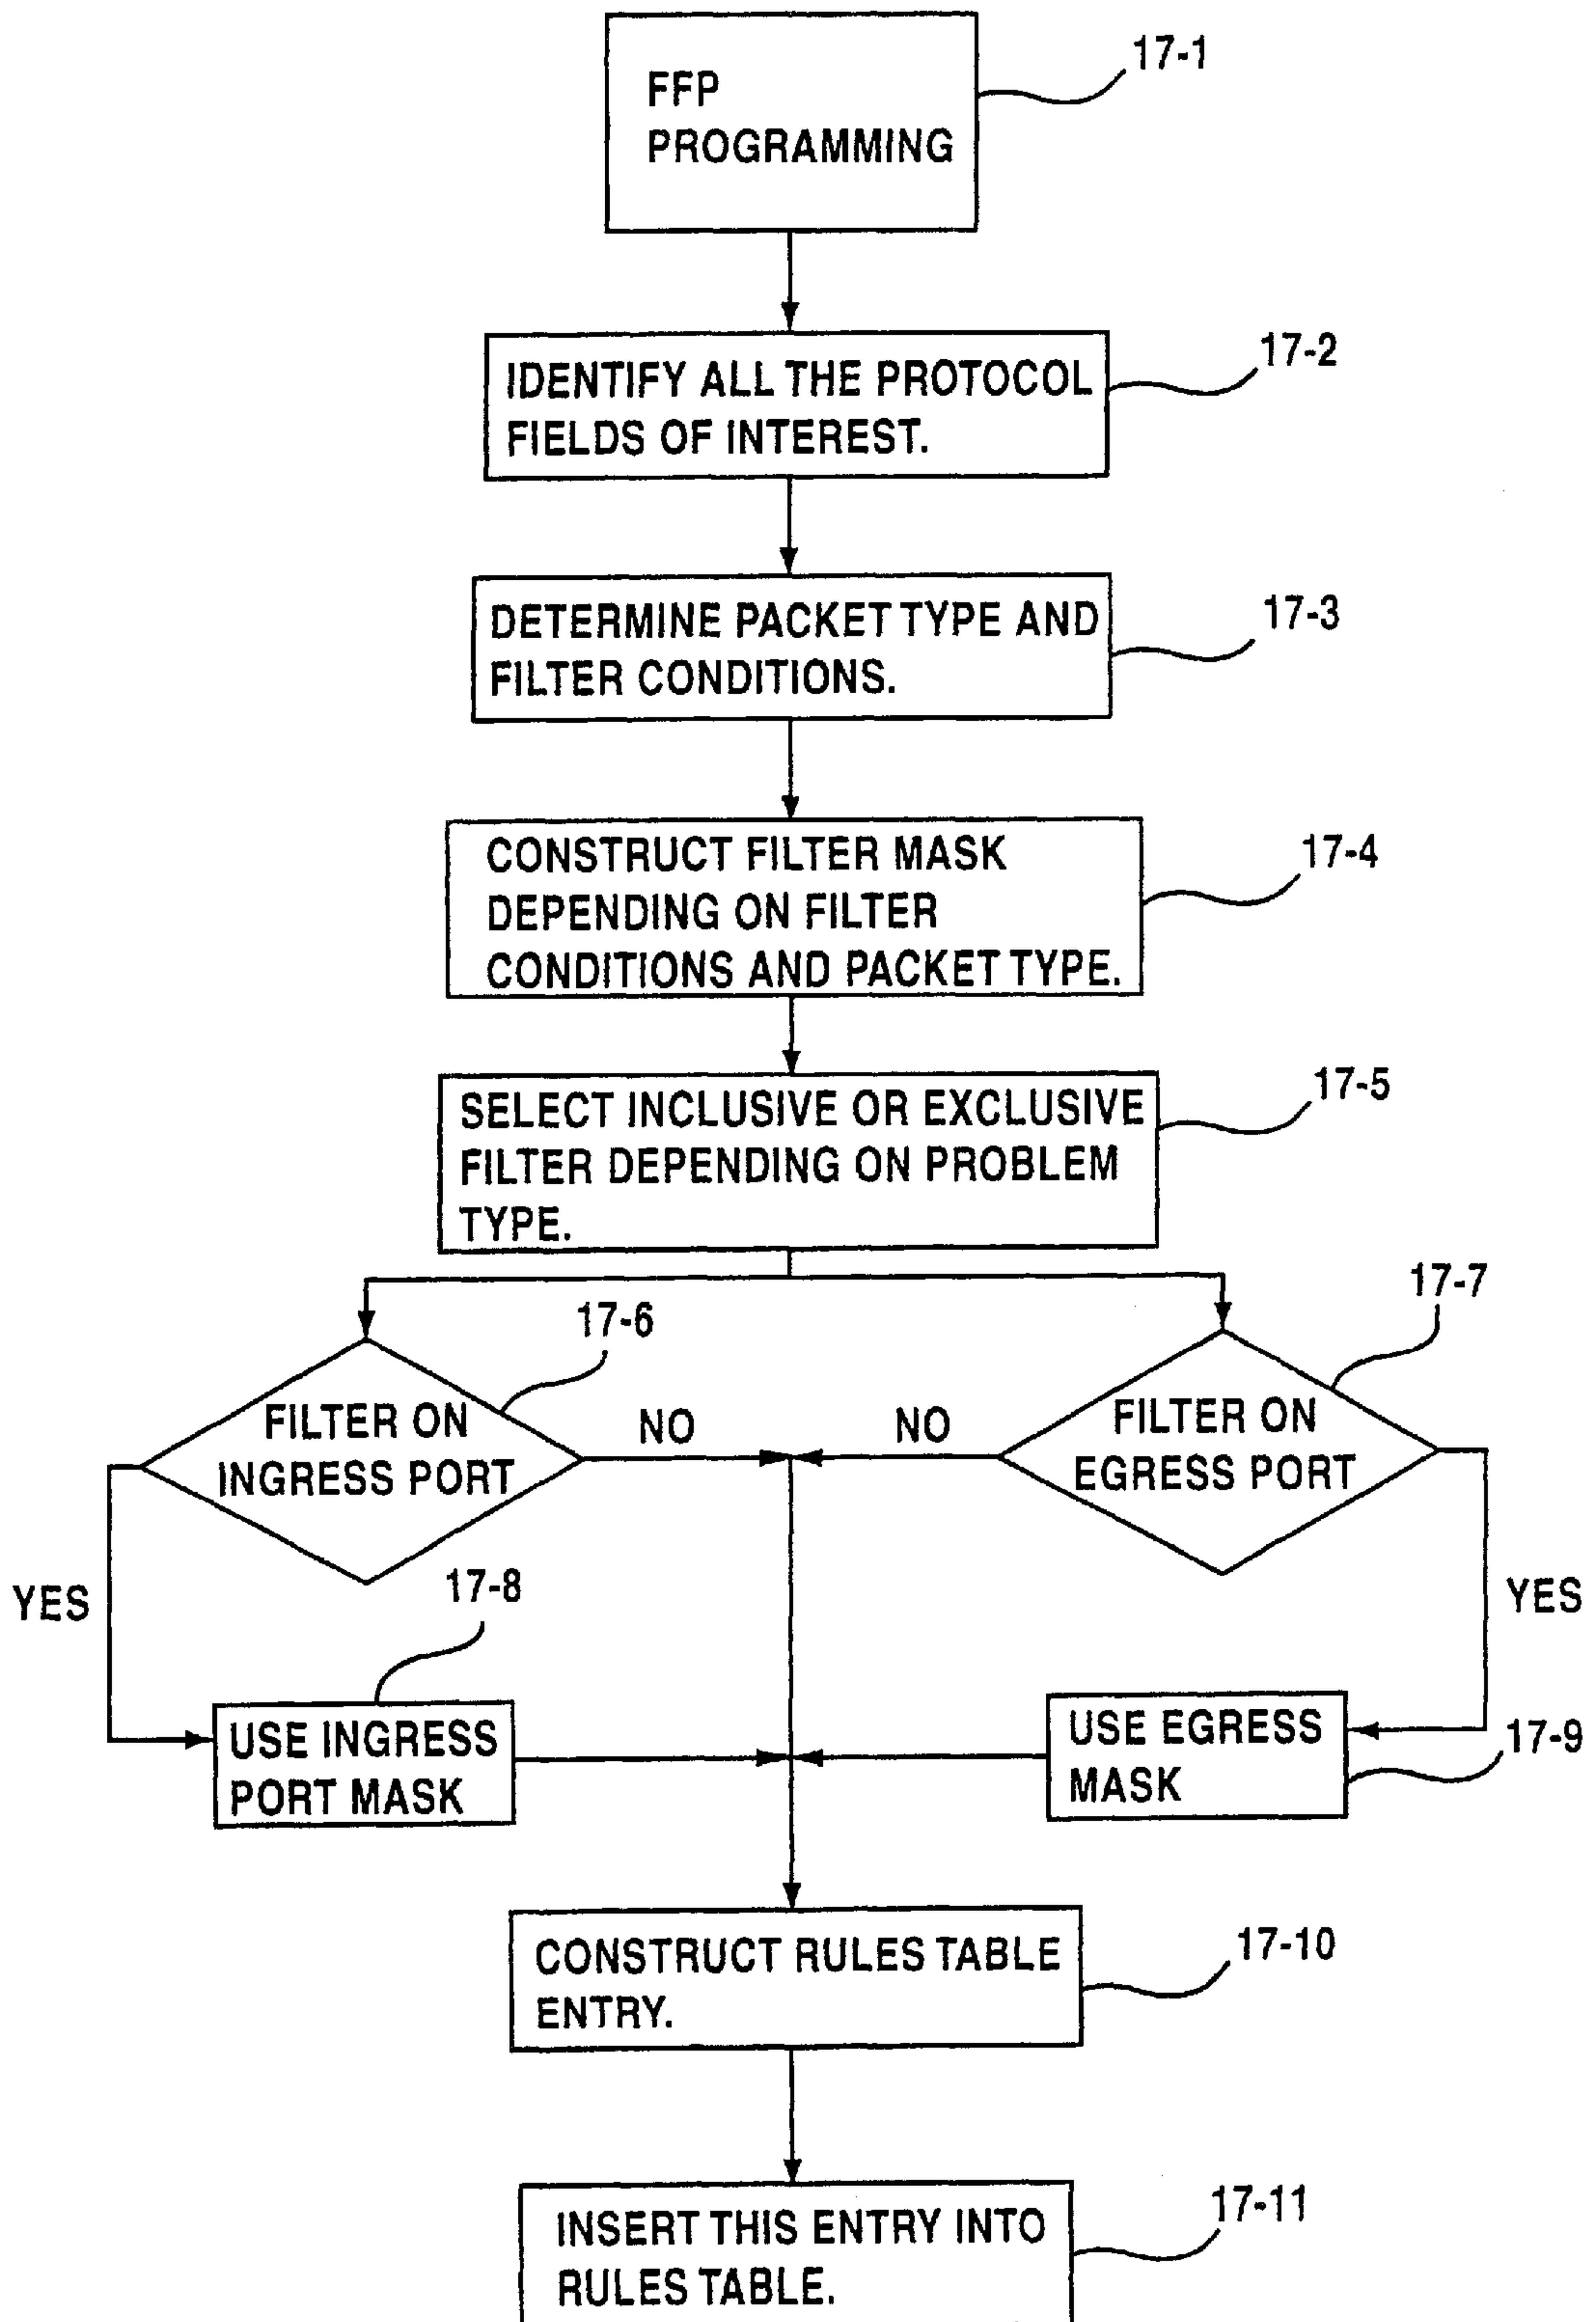 FFP
PROGRAMMING
17-1
IDENTIFY ALL THE PROTOCOL
FIELDS OF INTEREST.
17-2
DETERMINE PACKET TYPE AND
FILTER CONDITIONS.
17-3
CONSTRUCT FILTER MASK
DEPENDING ON FILTER
CONDITIONS AND PACKET TYPE.
17-4
SELECT INCLUSIVE OR EXCLUSIVE
FILTER DEPENDING ON PROBLEM
TYPE.
17-5
17-6
FILTER ON
INGRESS PORT
NO
YES
17-7
FILTER ON
EGRESS PORT
NO
YES
17-8
USE INGRESS
PORT MASK
USE EGRESS
MASK
17-9
CONSTRUCT RULES TABLE
ENTRY.
17-10
INSERT THIS ENTRY INTO
RULES TABLE.
17-11